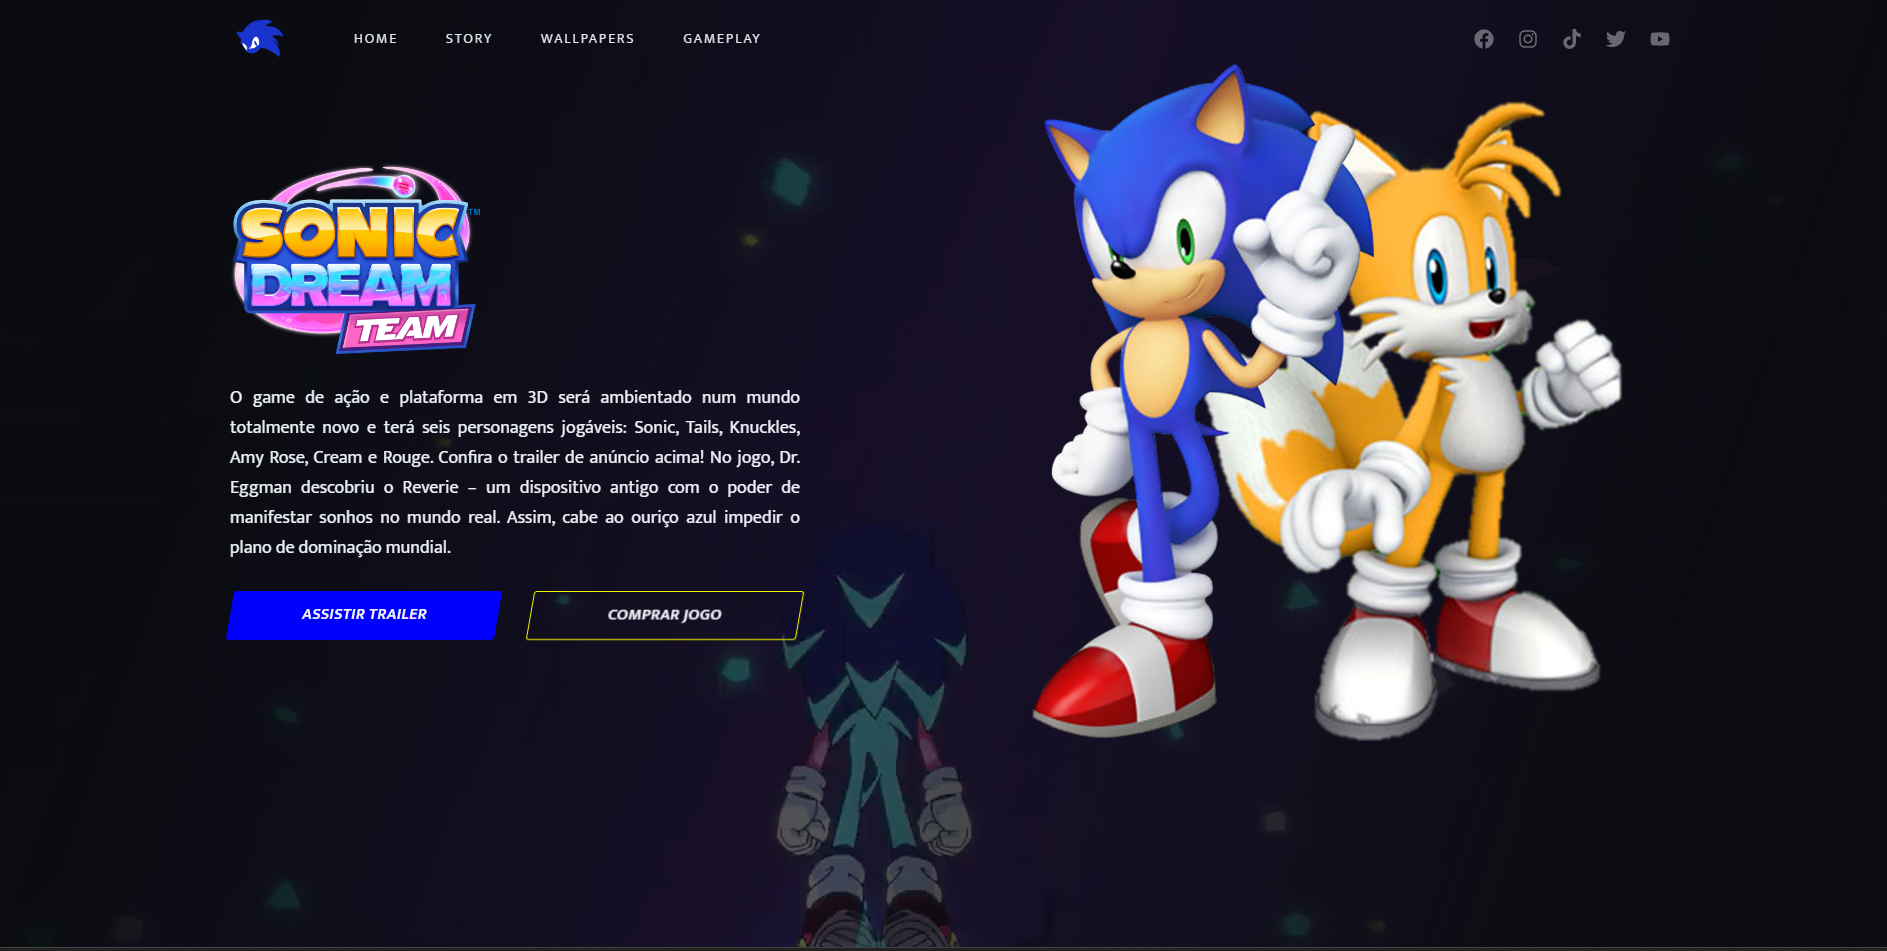 HOME
STORY
WALLPAPERS
GAMEPLAY
SONIC
TM
DREAM
TEAM
O game de ação e plataforma em 3D será ambientado num mundo
totalmente novo e terá seis personagens jogáveis: Sonic, Tails, Knuckles,
Amy Rose, Cream e Rouge. Confira o trailer de anúncio acima! No jogo, Dr.
Eggman descobriu o Reverie – um dispositivo antigo com o poder de
manifestar sonhos no mundo real. Assim, cabe ao ouriço azul impedir o
plano de dominação mundial.
ASSISTIR TRAILER
COMPRAR JOGO